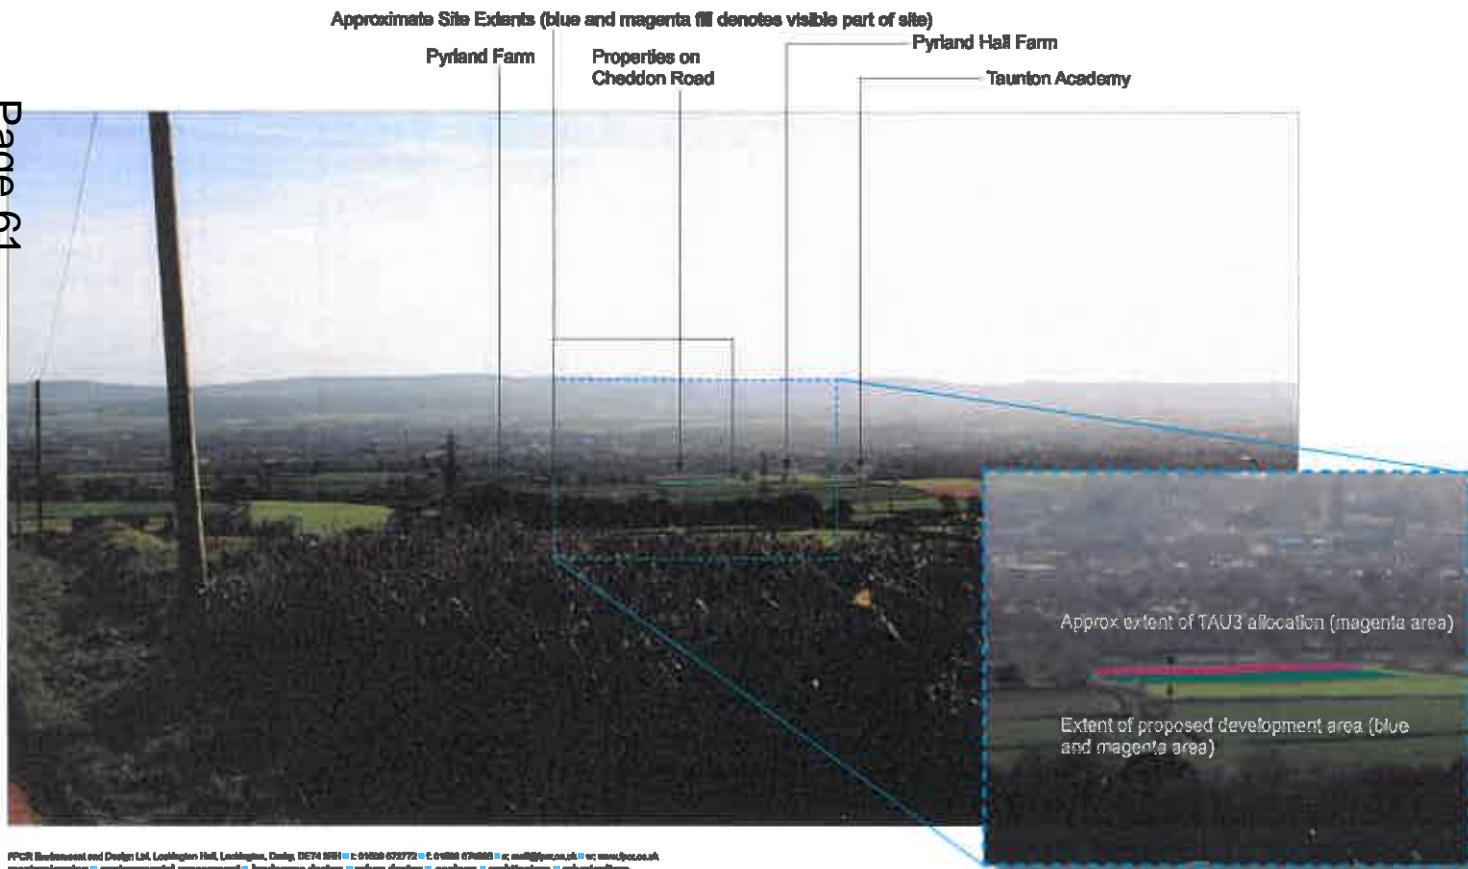 Approximate Site Extents (blue and magenta fill denotes visible part of site)
Pyrland Farm
Properties on
Cheddon Road
Pyrland Hall Farm
Taunton Academy
Page 61
Approx extent of TAU3 allocation (magenta area)
Extent of proposed development area (blue
and magenta area)
FPCR Environment and Design Ltd, Lockington Hall, Lockington, Derby, DE74 2RH t: 01509 672772